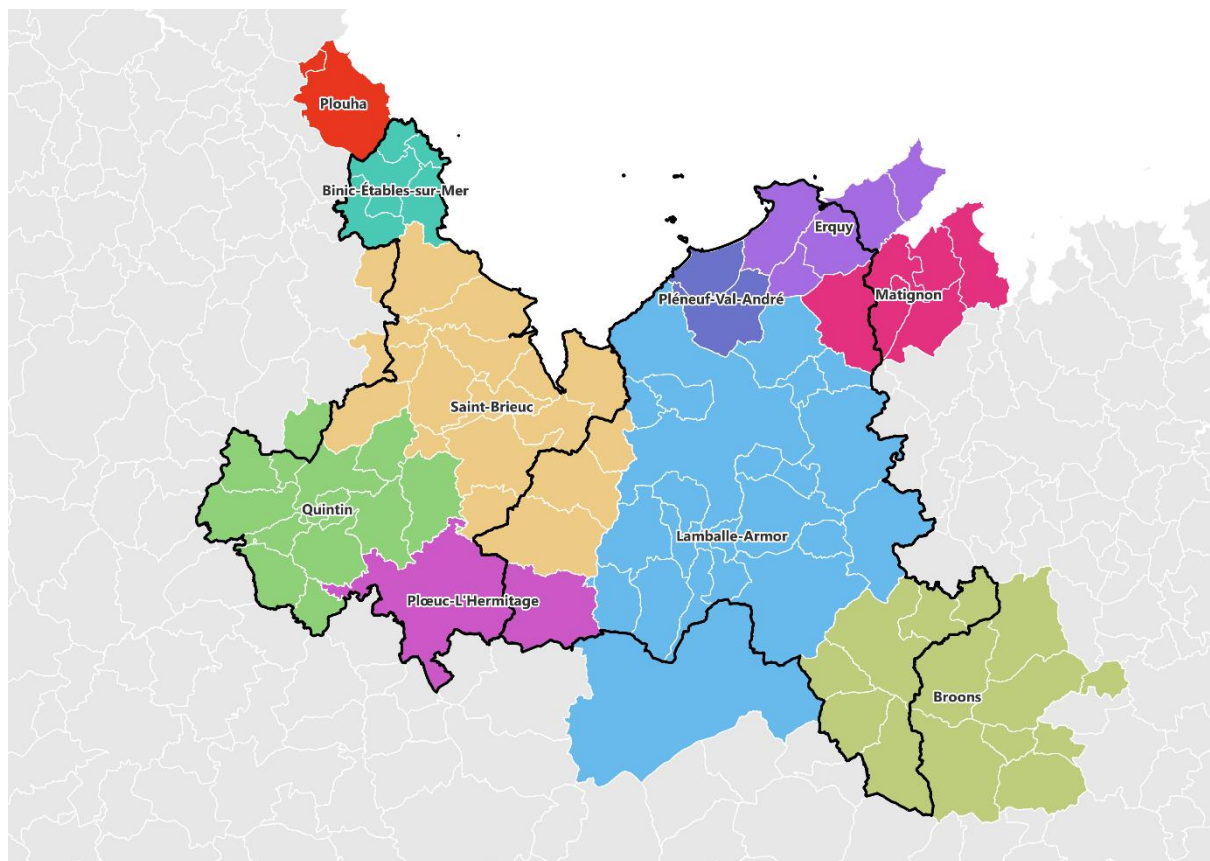 Plouha
Binic-Étables-sur-Mer
Erquy
Pléneuf-Val-André
Matignon
Saint-Brieuc
Quintin
Lamballe-Armor
Plœuc-L'Hermitage
Broons